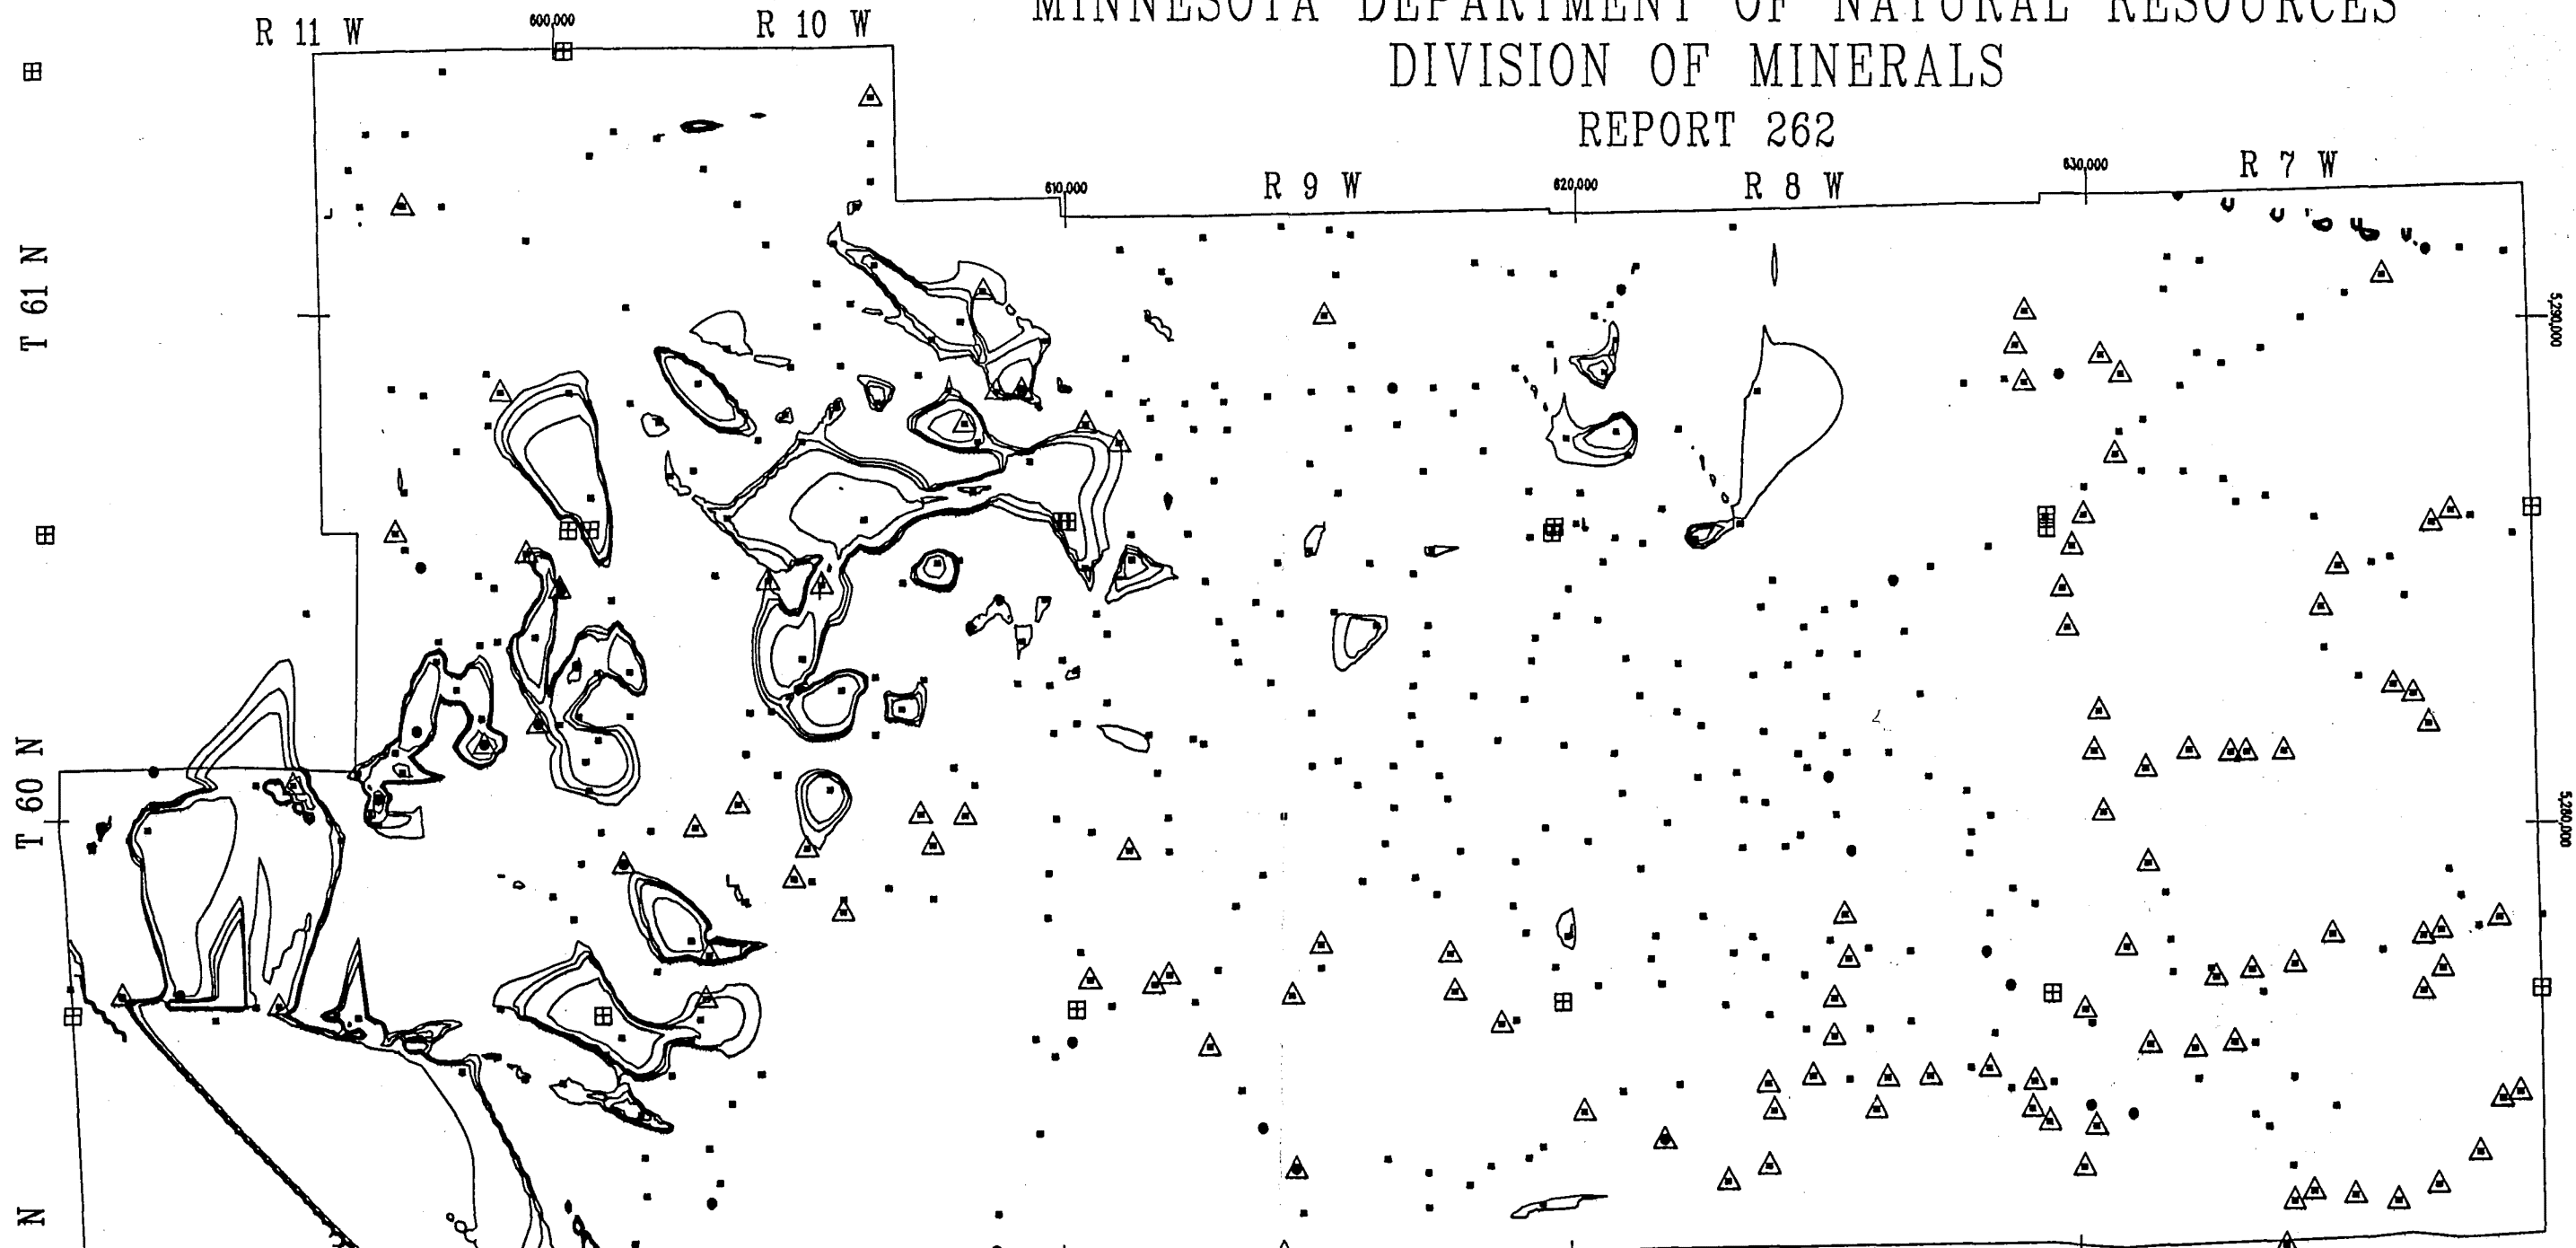 MINNESOTA DEPARTMENT OF NATURAL RESOURCES
DIVISION OF MINERALS
REPORT 262
R 11 W
600,000
R 10 W
610,000
R 9 W
620,000
R 8 W
630,000
R 7 W
T 61 N
5,290,000
T 60 N
5,280,000
N